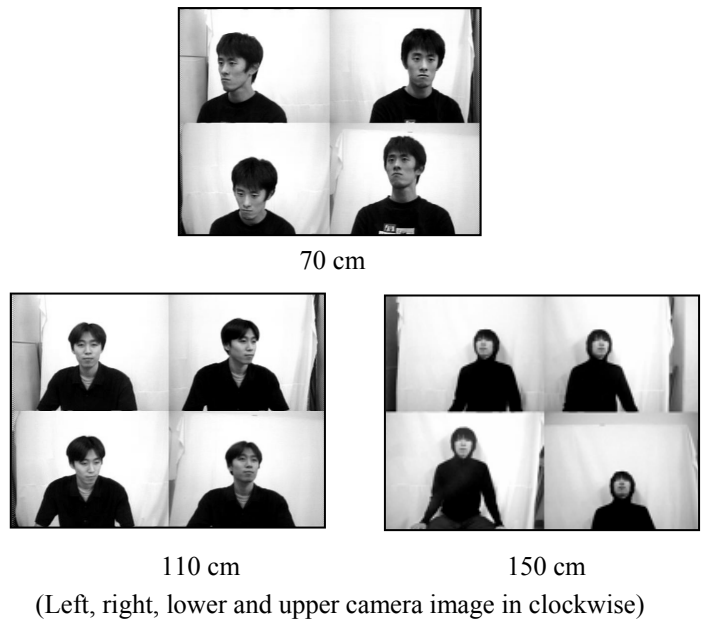 70 cm
110 cm
150 cm
(Left, right, lower and upper camera image in clockwise)